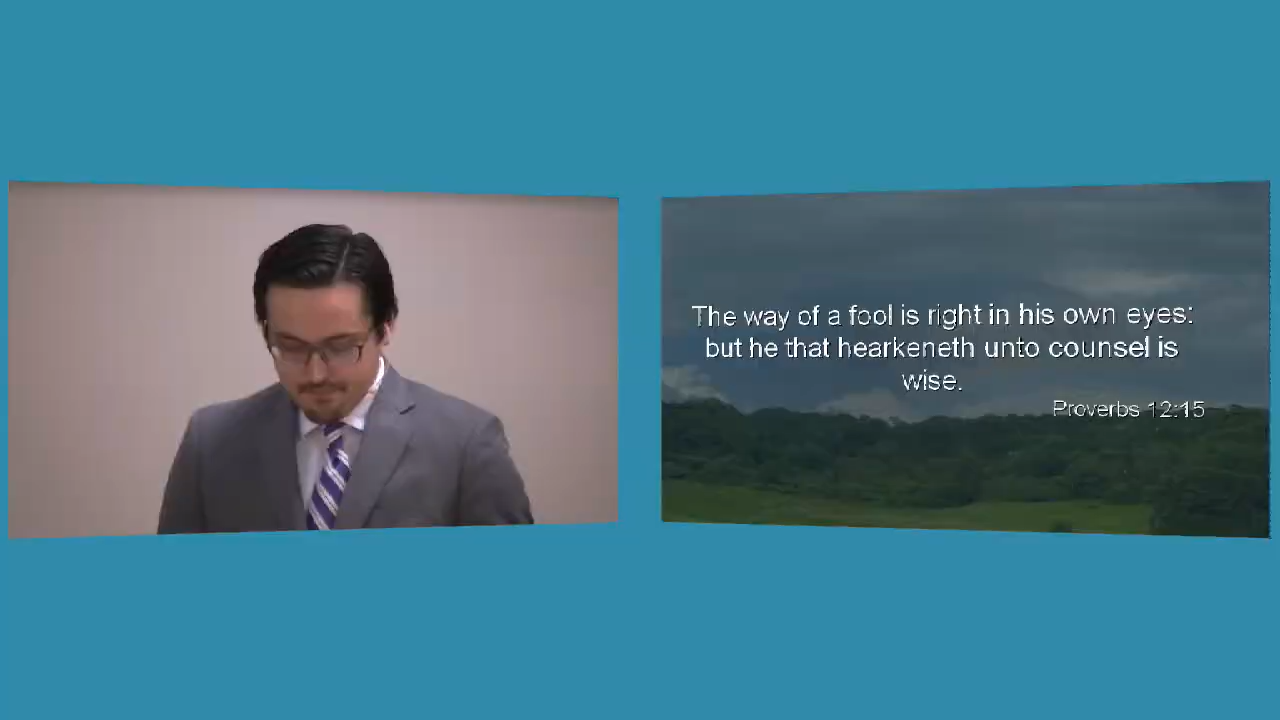 The way of a fool is right in his own eyes:
but he that hearkeneth unto counsel is
wise.
Proverbs 12:15